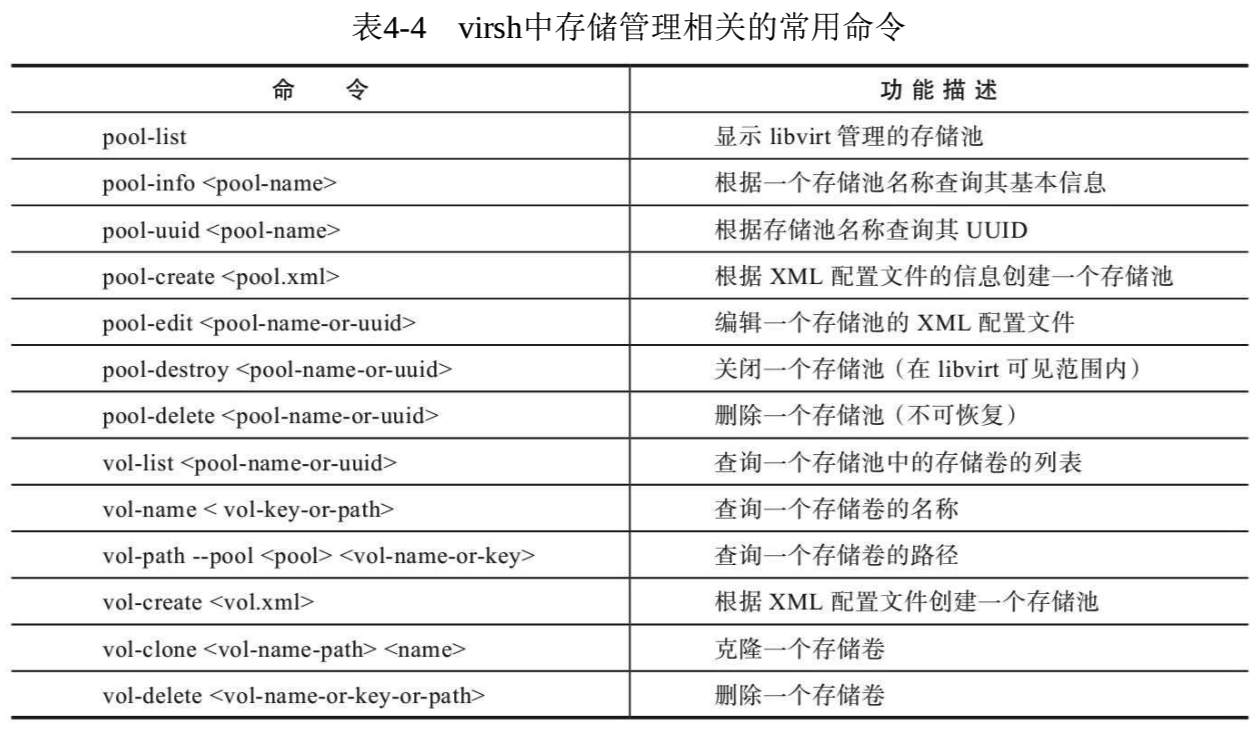 表4-4 virsh中存储管理相关的常用命令
命 令 功 能 描 述
pool-list 显示 libvirt 管理的存储池
pool-info <pool-name> 根据一个存储池名称查询其基本信息
pool-uuid <pool-name> 根据存储池名称查询其 UUID
pool-create <pool.xml> 根据 XML 配置文件的信息创建一个存储池
pool-edit <pool-name-or-uuid> 编辑一个存储池的 XML 配置文件
pool-destroy <pool-name-or-uuid> 关闭一个存储池（在 libvirt 可见范围内）
pool-delete <pool-name-or-uuid> 删除一个存储池（不可恢复）
vol-list <pool-name-or-uuid> 查询一个存储池中的存储卷的列表
vol-name < vol-key-or-path> 查询一个存储卷的名称
vol-path --pool <pool> <vol-name-or-key> 查询一个存储卷的路径
vol-create <vol.xml> 根据 XML 配置文件创建一个存储池
vol-clone <vol-name-path> <name> 克隆一个存储卷
vol-delete <vol-name-or-key-or-path> 删除一个存储卷